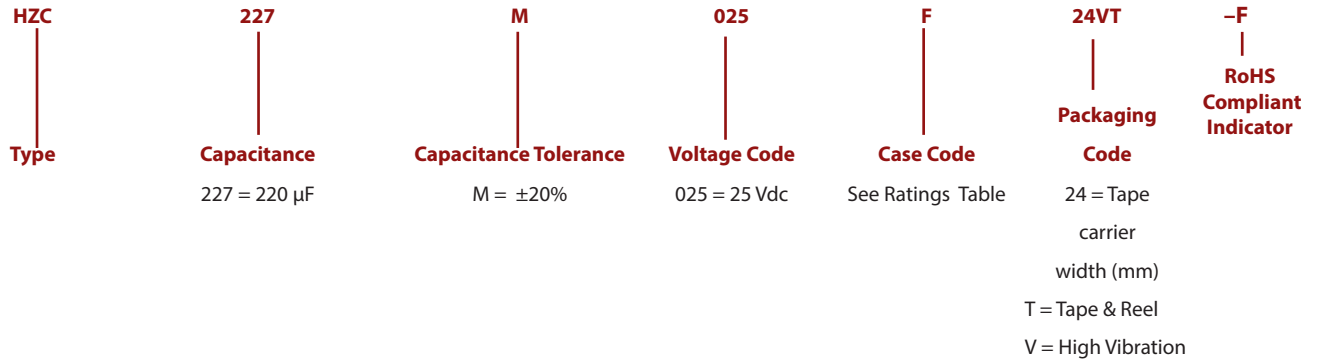 HZC 227 M 025 F 24VT –F
RoHS
Compliant
Indicator
Packaging
Type Capacitance Capacitance Tolerance Voltage Code Case Code Code
227 = 220 µF M = ±20% 025 = 25 Vdc See Ratings Table 24 = Tape
carrier
width (mm)
T = Tape & Reel
V = High Vibration